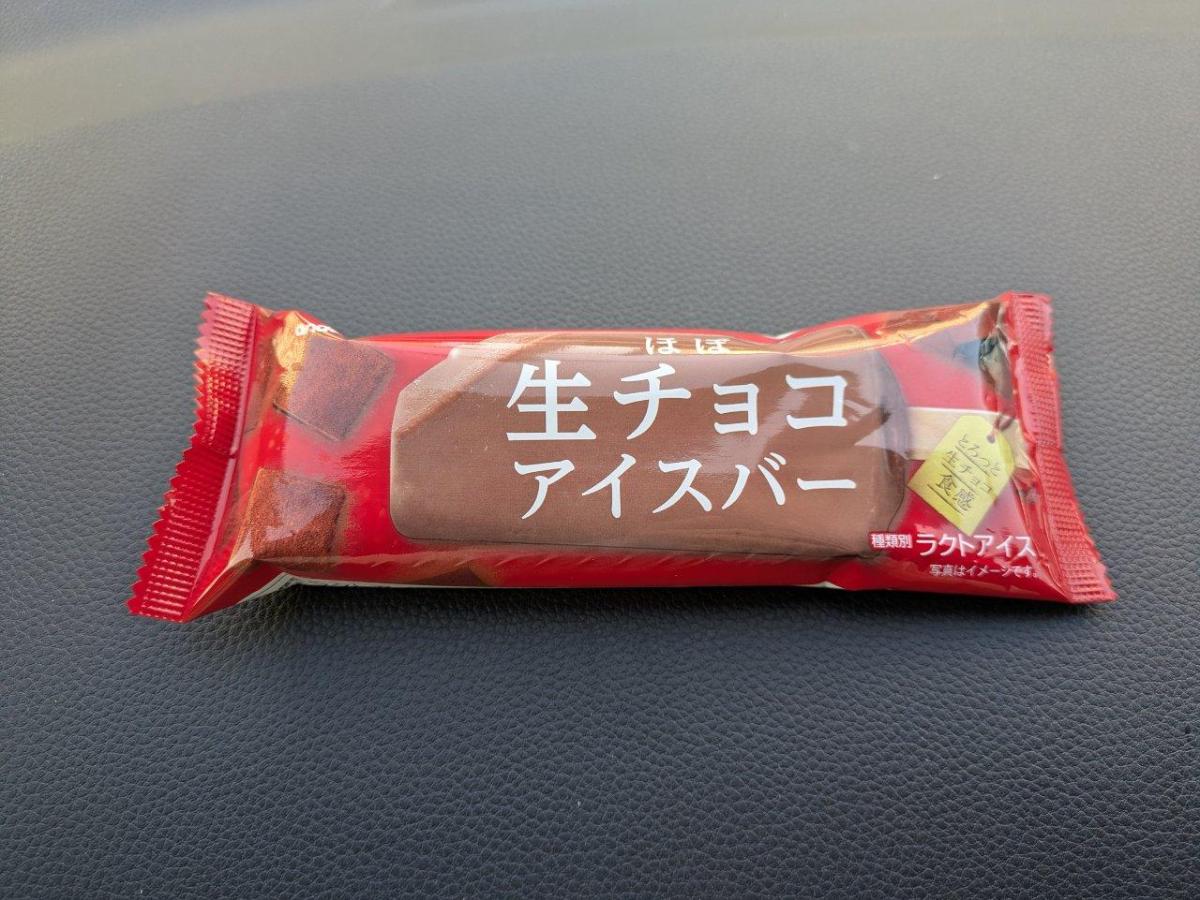 ほぼ
生チョコ
アイスバー
とろっと
生チョコ
食感
種類別 ラクトアイス
写真はイメージです。